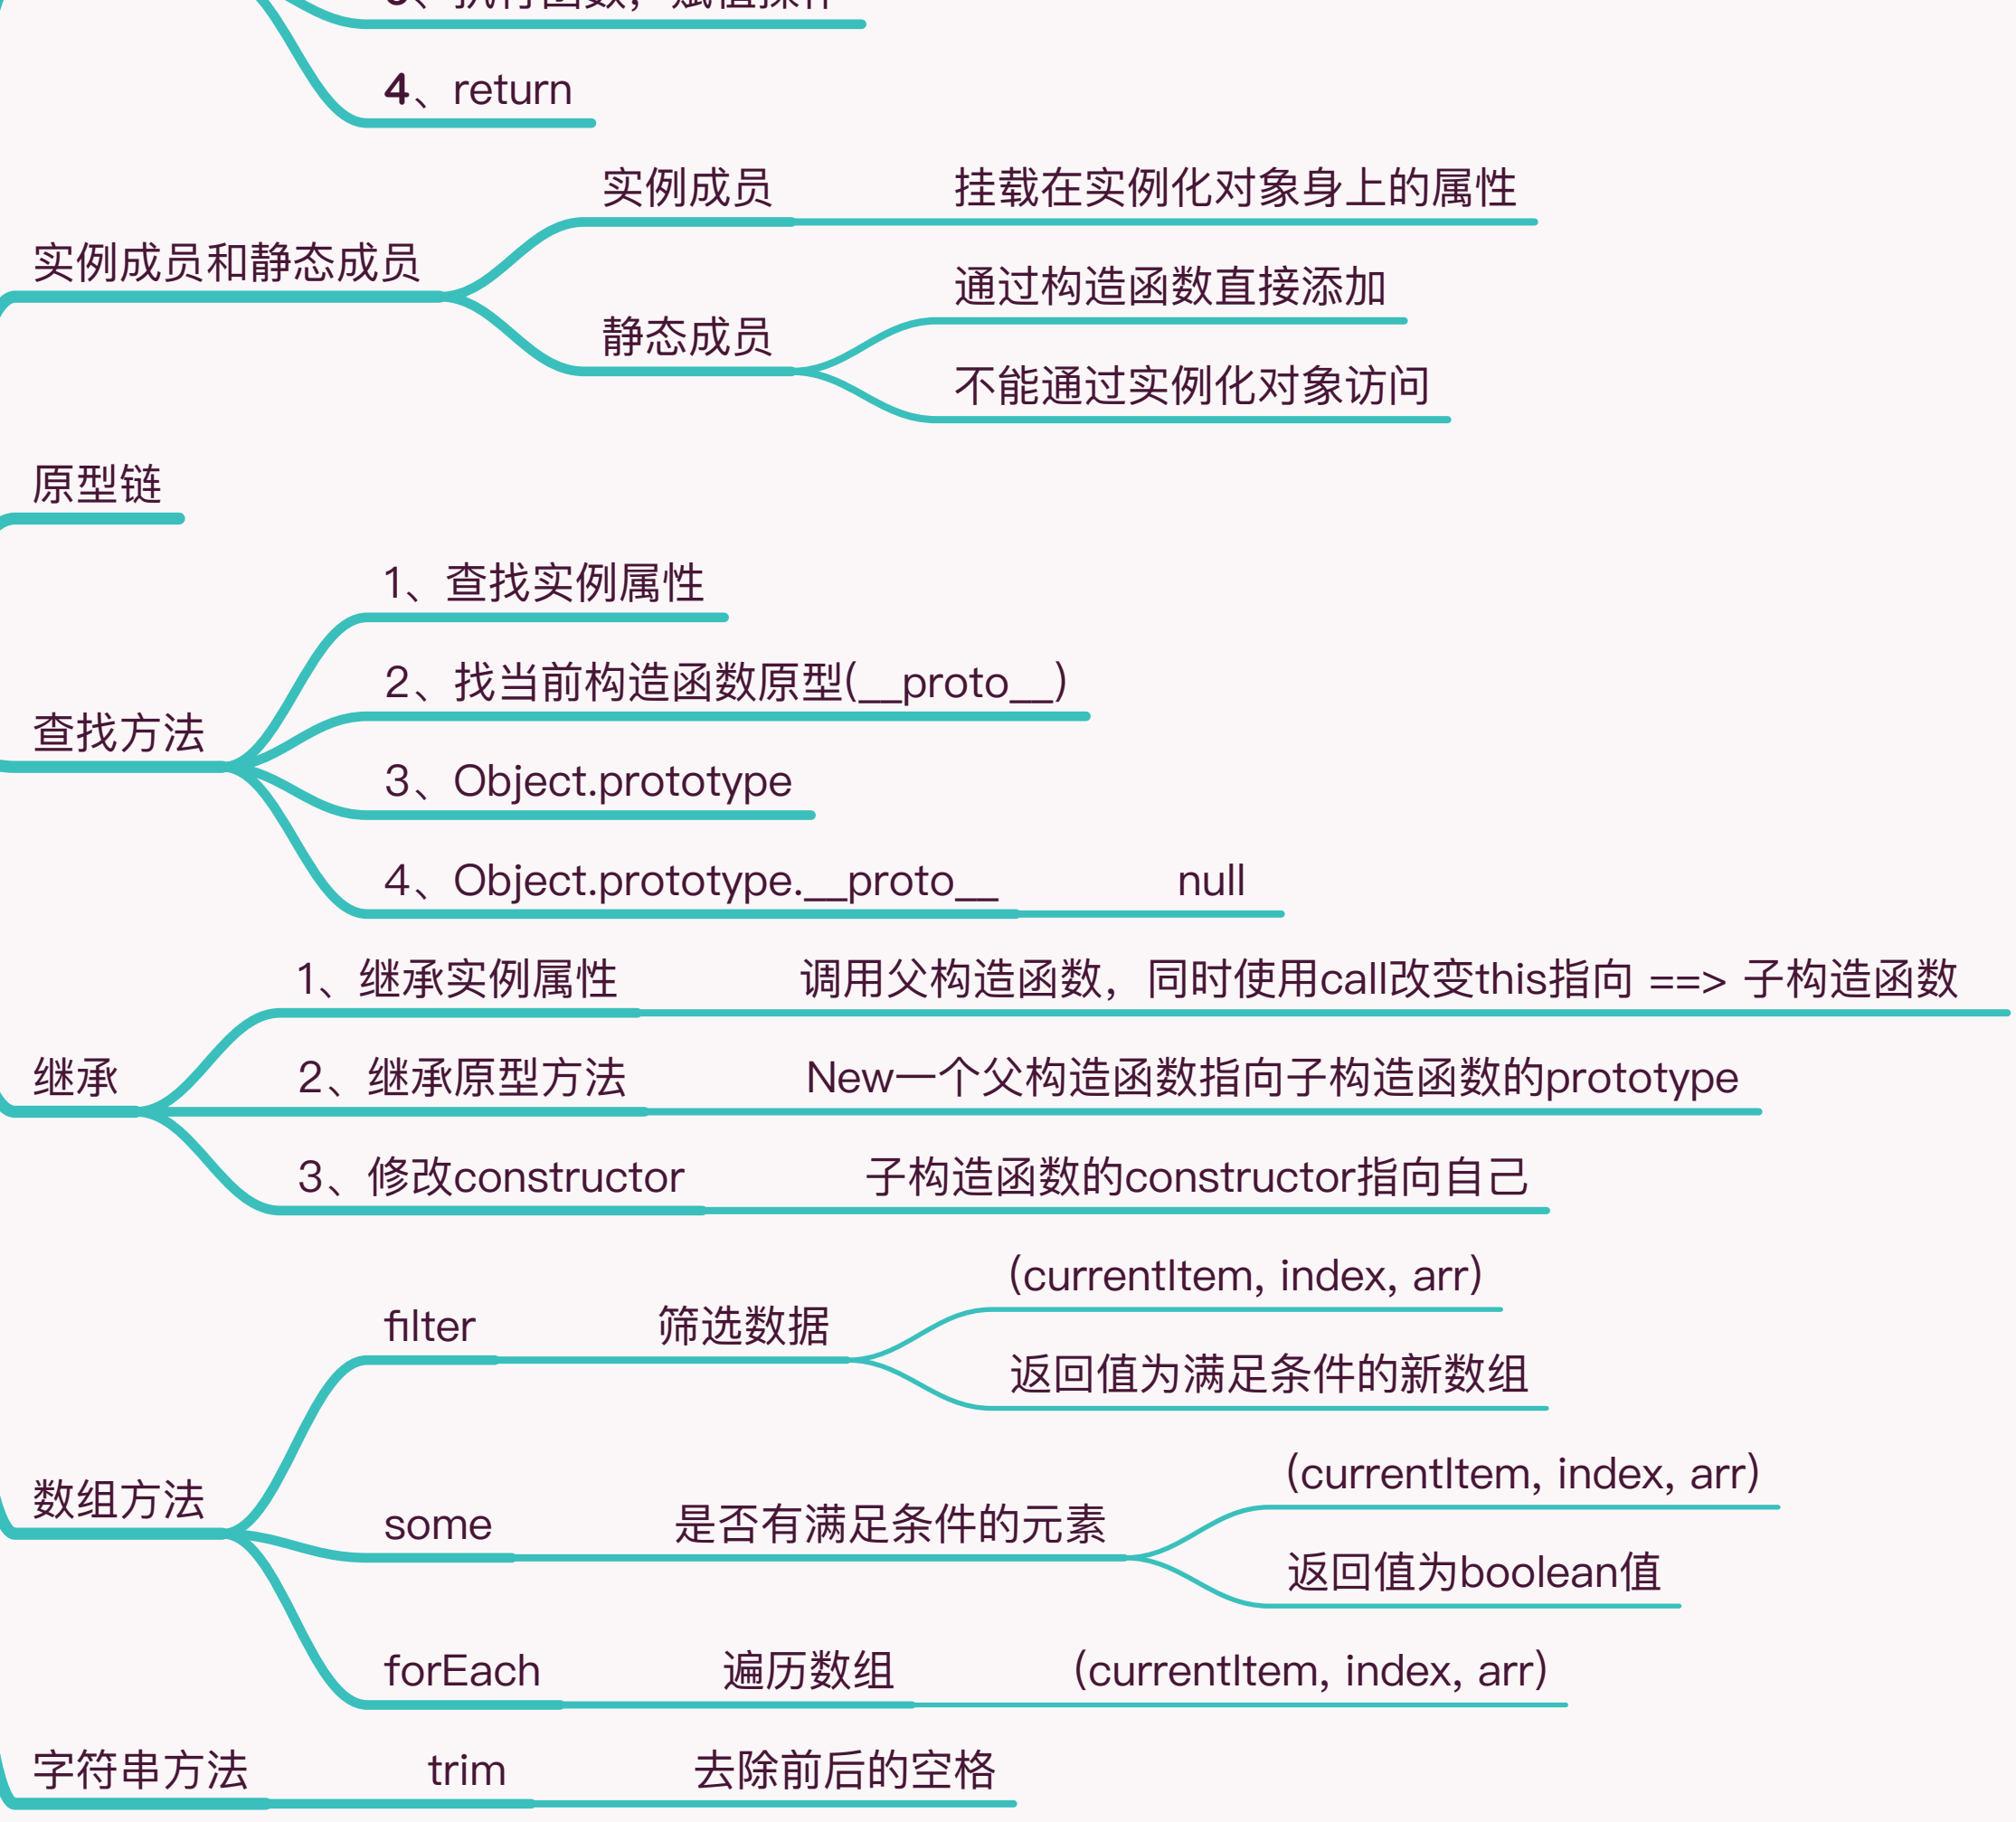 4、return
实例成员
挂载在实例化对象身上的属性
实例成员和静态成员
通过构造函数直接添加
静态成员
不能通过实例化对象访问
原型链
1、查找实例属性
2、找当前构造函数原型(__proto__)
查找方法
3、Object.prototype
4、Object.prototype.__proto__
null
1、继承实例属性
调用父构造函数，同时使用call改变this指向 ==> 子构造函数
继承
2、继承原型方法
New一个父构造函数指向子构造函数的prototype
3、修改constructor
子构造函数的constructor指向自己
(currentItem, index, arr)
filter
筛选数据
返回值为满足条件的新数组
(currentItem, index, arr)
数组方法
some
是否有满足条件的元素
返回值为boolean值
forEach
遍历数组
(currentItem, index, arr)
字符串方法
trim
去除前后的空格